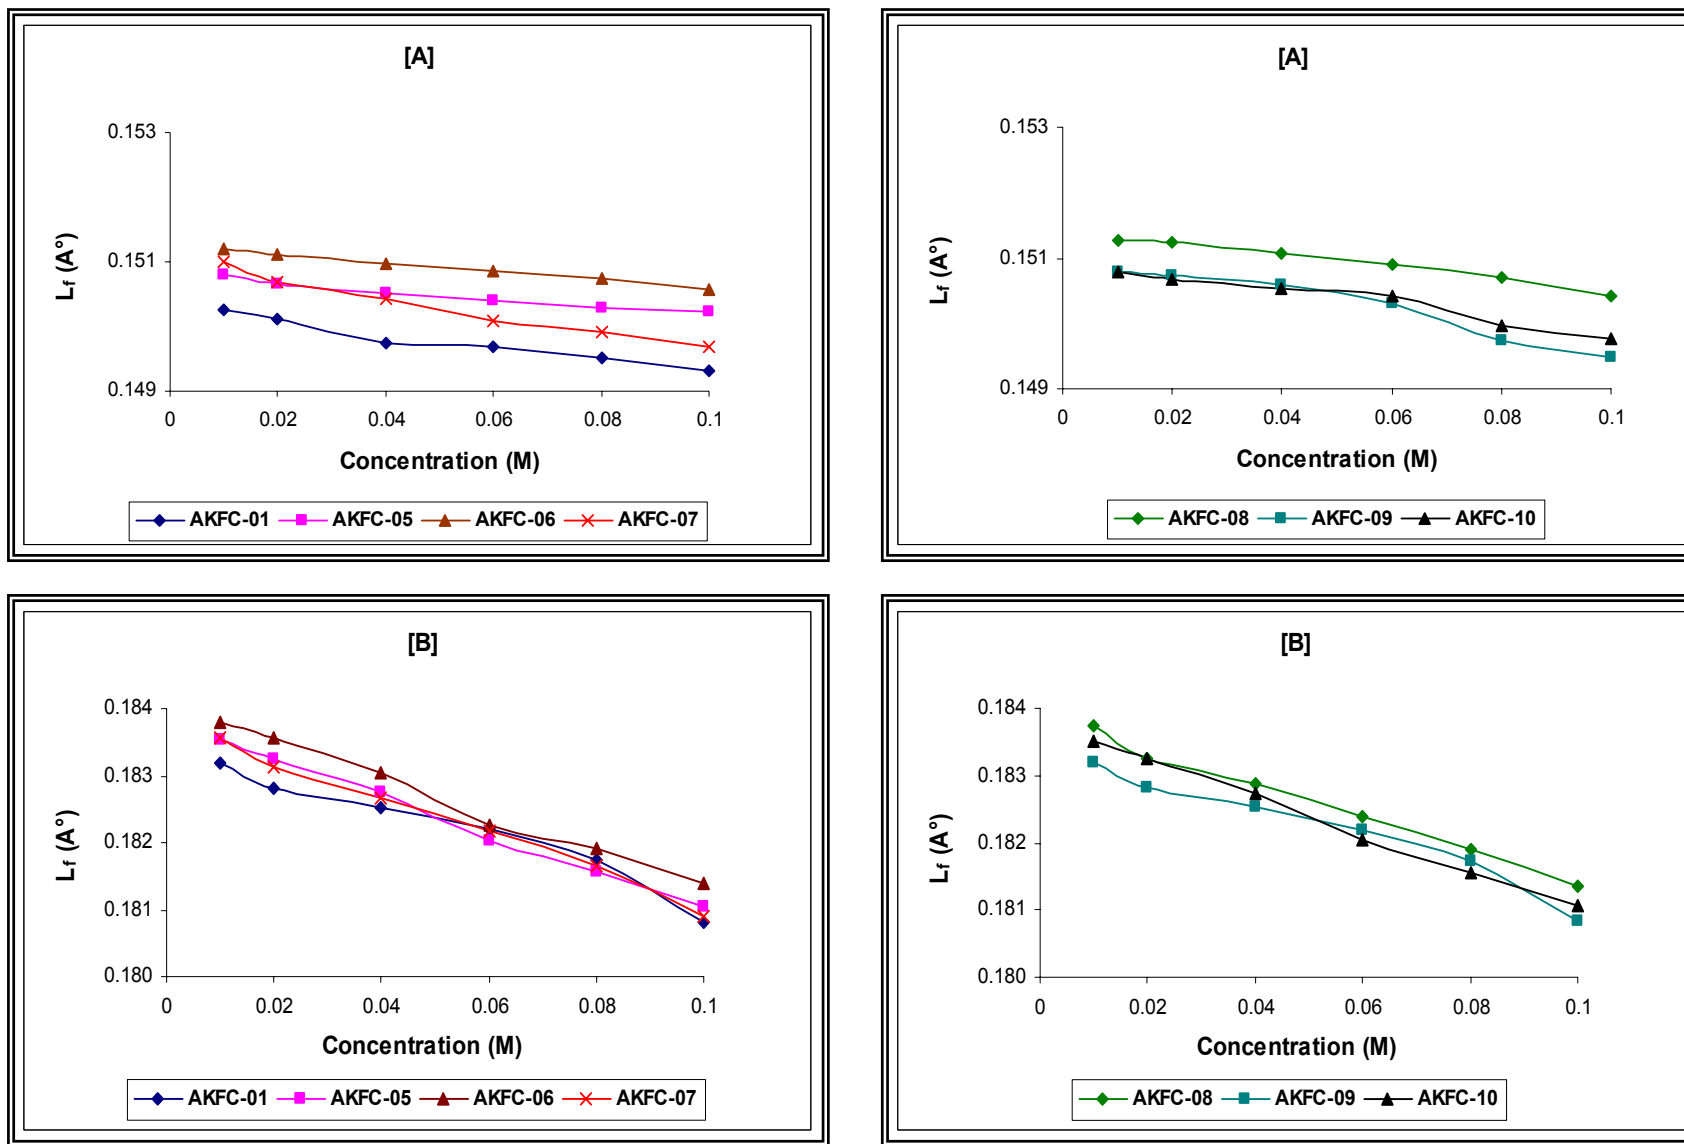 [A]
0.153
0.151
0.149
L_f (A°)
0 0.02 0.04 0.06 0.08 0.1
Concentration (M)
AKFC-01 AKFC-05 AKFC-06 AKFC-07
[A]
0.153
0.151
0.149
L_f (A°)
0 0.02 0.04 0.06 0.08 0.1
Concentration (M)
AKFC-08 AKFC-09 AKFC-10
[B]
0.184
0.183
0.182
0.181
0.180
L_f (A°)
0 0.02 0.04 0.06 0.08 0.1
Concentration (M)
AKFC-01 AKFC-05 AKFC-06 AKFC-07
[B]
0.184
0.183
0.182
0.181
0.180
L_f (A°)
0 0.02 0.04 0.06 0.08 0.1
Concentration (M)
AKFC-08 AKFC-09 AKFC-10